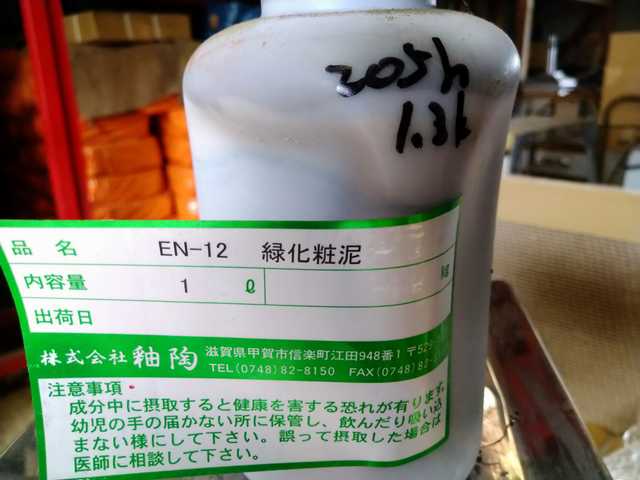 205h
1.3k
品名 EN-12 緑化粧泥
内容量 1 ℓ kg
出荷日
株式会社 釉陶 滋賀県甲賀市信楽町江田948番1 〒529
TEL(0748)82-8150 FAX(0748)82
注意事項
成分中に摂取すると健康を害する恐れが有ります。
幼児の手の届かない所に保管し、飲んだり吸い込
まない様にして下さい。誤って摂取した場合は
医師に相談して下さい。